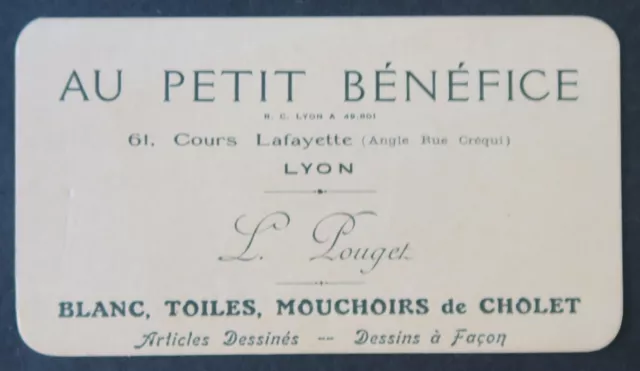 AU PETIT BÉNÉFICE
R. C. LYON A 49.801
61, Cours Lafayette (Angle Rue Créqui)
LYON
L. Pouget
BLANC, TOILES, MOUCHOIRS de CHOLET
Articles Dessinés -- Dessins à Façon